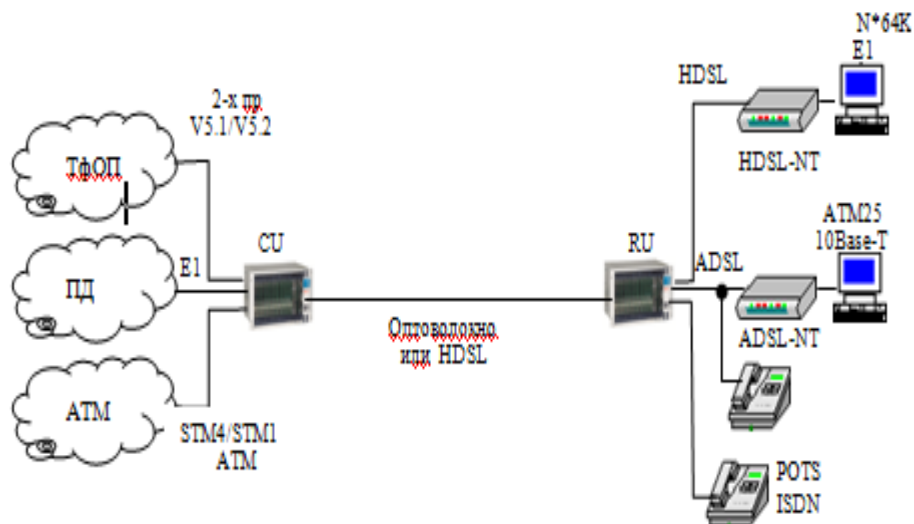 2-х пр
V5.1/V5.2
ТфОП
ПД
E1
АТМ
STM4/STM1
ATM
CU
Оптоволокно
или HDSL
RU
HDSL
N*64K
E1
HDSL-NT
ATM25
10Base-T
ADSL
ADSL-NT
POTS
ISDN